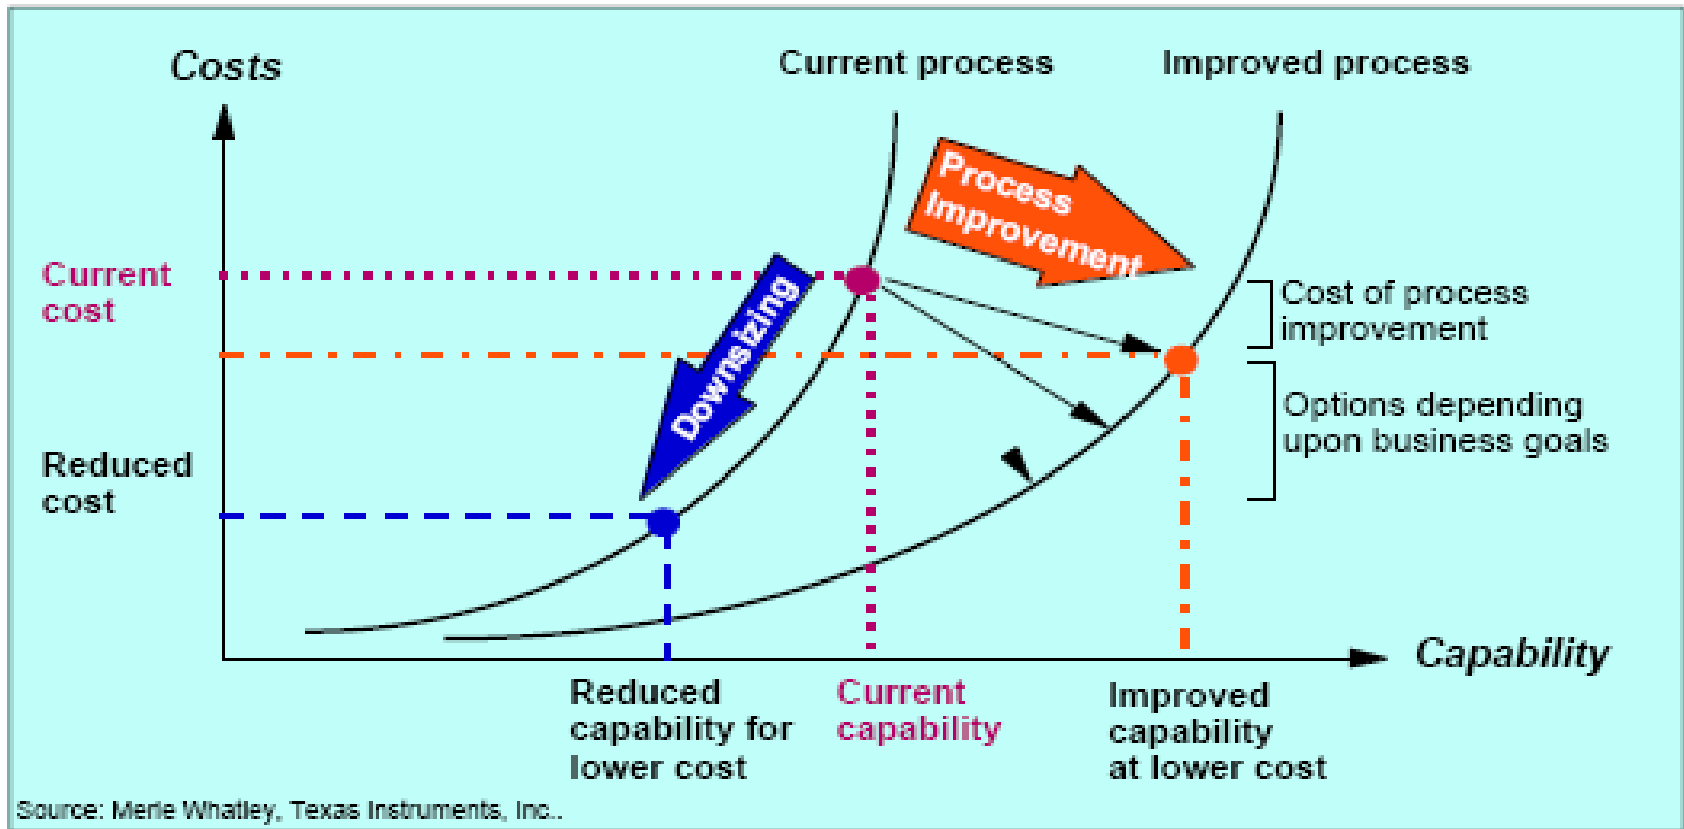 Costs
Current process
Improved process
Process
Improvement
Downsizing
Current
cost
Reduced
cost
Cost of process
improvement
Options depending
upon business goals
Capability
Reduced
capability for
lower cost
Current
capability
Improved
capability
at lower cost
Source: Merle Whatley, Texas Instruments, Inc..